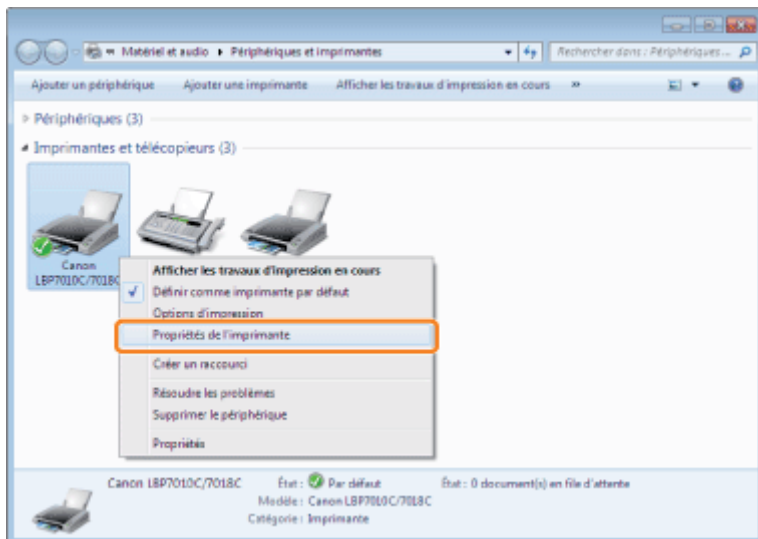 Matériel et audio ▸ Périphériques et imprimantes
Rechercher dans : Périphériques ...
Ajouter un périphérique Ajouter une imprimante Afficher les travaux d'impression en cours »
Périphériques (3)
Imprimantes et télécopieurs (3)
Canon
LBP7010C/7018C
Afficher les travaux d'impression en cours
Définir comme imprimante par défaut
Options d'impression
Propriétés de l'imprimante
Créer un raccourci
Résoudre les problèmes
Supprimer le périphérique
Propriétés
Canon LBP7010C/7018C État : Par défaut État : 0 document(s) en file d'attente
Modèle : Canon LBP7010C/7018C
Catégorie : Imprimante